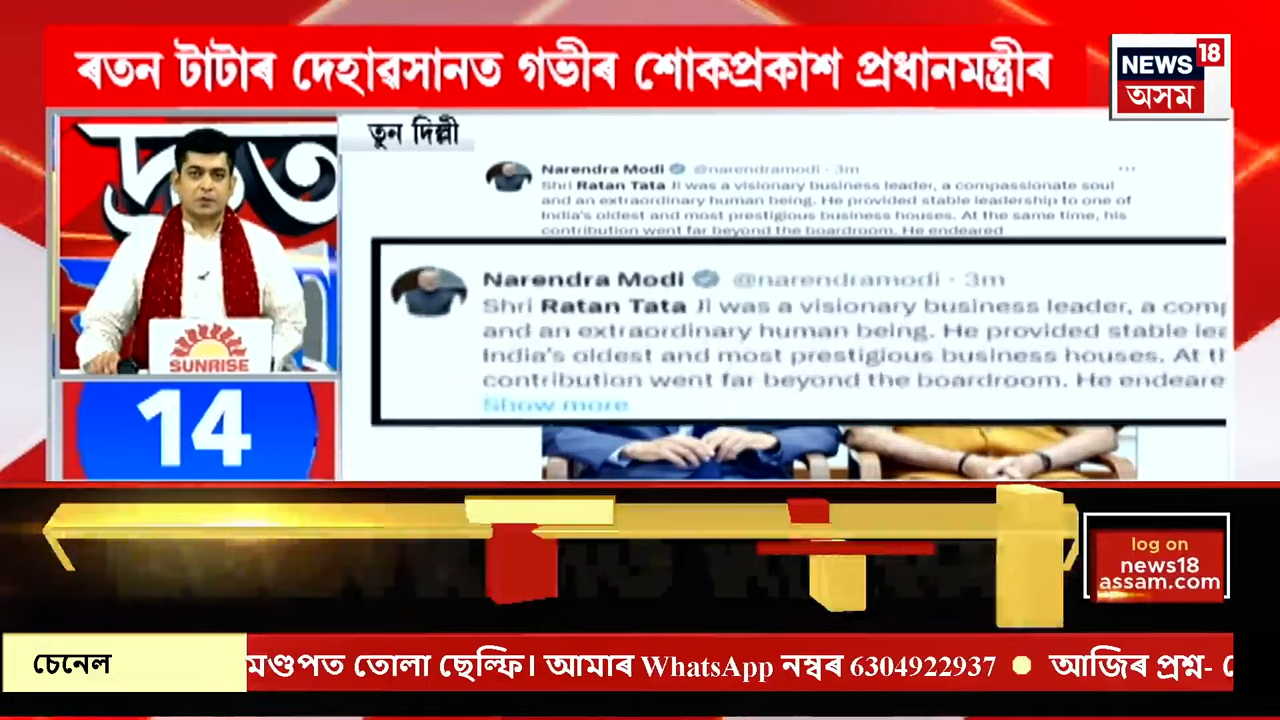 ৰতন টাটাৰ দেহাৱসানত গভীৰ শোকপ্ৰকাশ প্ৰধানমন্ত্ৰীৰ
NEWS 18
অসম
দ্ৰুত
তুন দিল্লী
Narendra Modi @narendramodi · 3m
Shri Ratan Tata Ji was a visionary business leader, a compassionate soul
and an extraordinary human being. He provided stable leadership to one of
India's oldest and most prestigious business houses. At the same time, his
contribution went far beyond the boardroom. He endeared
Narendra Modi @narendramodi · 3m
Shri Ratan Tata Ji was a visionary business leader, a comp
and an extraordinary human being. He provided stable lea
India's oldest and most prestigious business houses. At th
contribution went far beyond the boardroom. He endeare
Show more
SUNRISE
14
log on
news18
assam.com
চেনেল
মণ্ডপত তোলা ছেল্ফি। আমাৰ WhatsApp নম্বৰ 6304922937 ● আজিৰ প্ৰশ্ন-